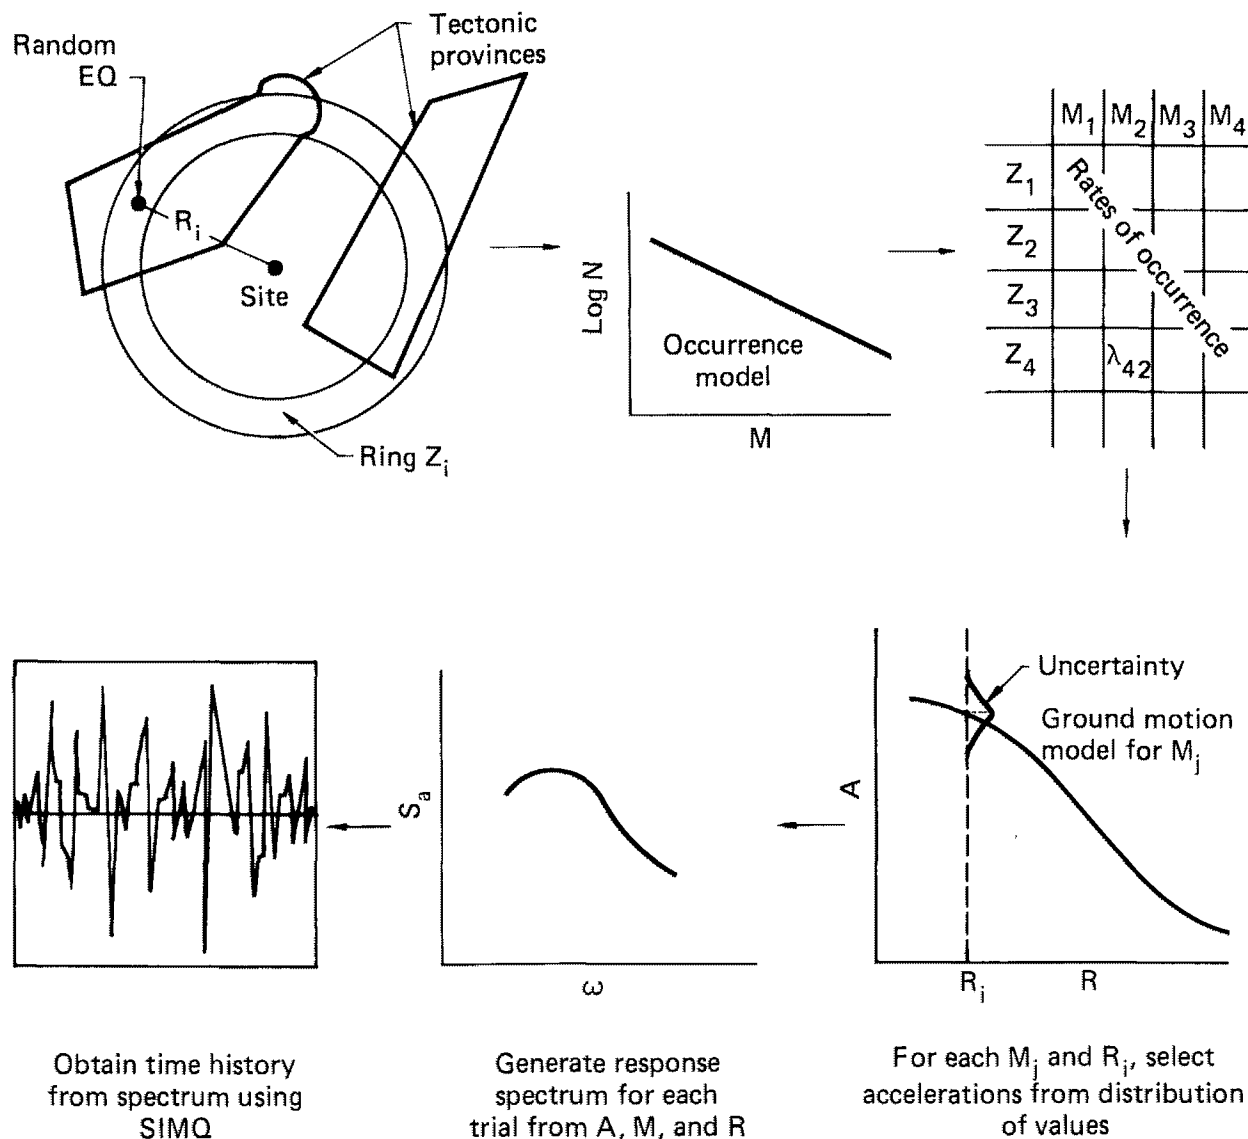 Random
EQ
Tectonic
provinces
R_i
Site
Ring Z_i
Log N
Occurrence
model
M
M_1 M_2 M_3 M_4
Z_1
Z_2
Z_3
Z_4
λ_42
Rates of occurrence
Uncertainty
Ground motion
model for M_j
A
R_i
R
S_a
ω
Obtain time history
from spectrum using
SIMQ
Generate response
spectrum for each
trial from A, M, and R
For each M_j and R_i, select
accelerations from distribution
of values